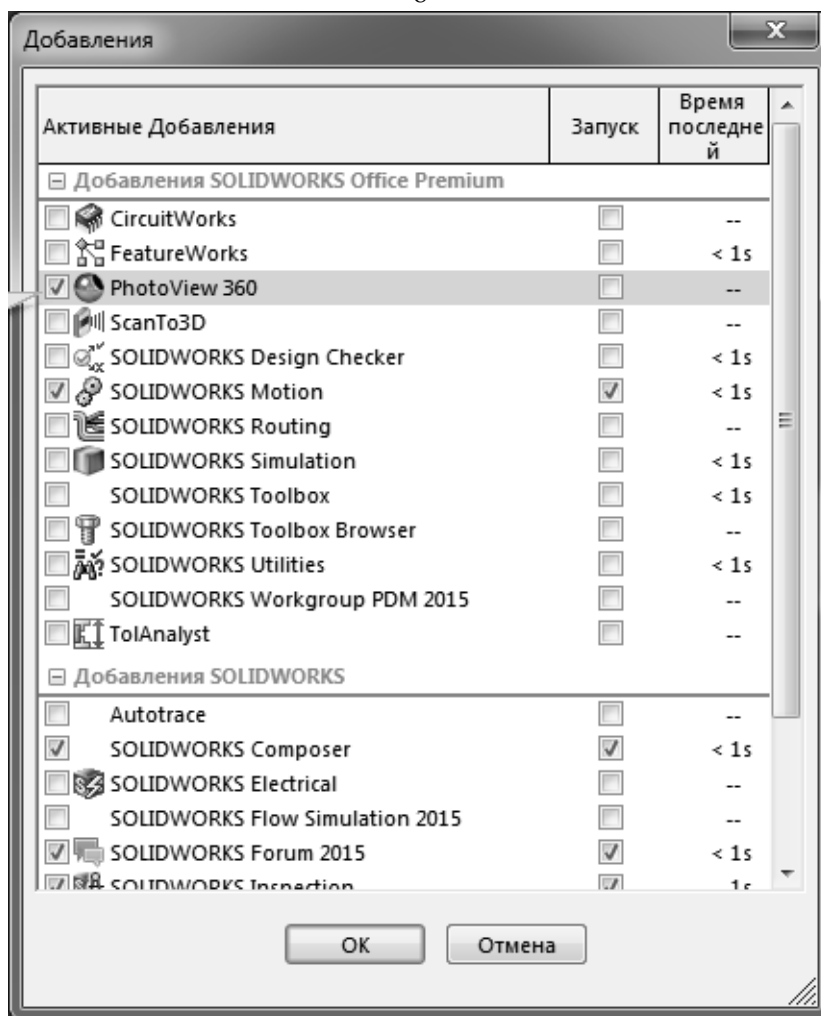 Добавления
Активные Добавления Запуск Время последне й
Добавления SOLIDWORKS Office Premium
CircuitWorks --
FeatureWorks < 1s
PhotoView 360 --
ScanTo3D --
SOLIDWORKS Design Checker < 1s
SOLIDWORKS Motion < 1s
SOLIDWORKS Routing --
SOLIDWORKS Simulation < 1s
SOLIDWORKS Toolbox < 1s
SOLIDWORKS Toolbox Browser --
SOLIDWORKS Utilities < 1s
SOLIDWORKS Workgroup PDM 2015 --
TolAnalyst --
Добавления SOLIDWORKS
Autotrace --
SOLIDWORKS Composer < 1s
SOLIDWORKS Electrical --
SOLIDWORKS Flow Simulation 2015 --
SOLIDWORKS Forum 2015 < 1s
SOLIDWORKS Inspection 1s
OK Отмена